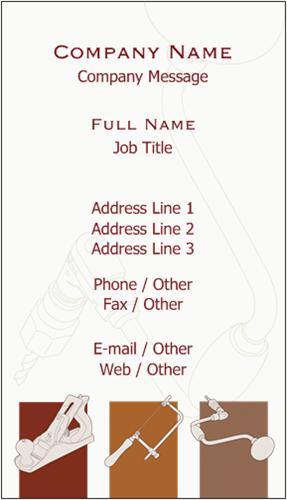 COMPANY NAME
Company Message
FULL NAME
Job Title
Address Line 1
Address Line 2
Address Line 3
Phone / Other
Fax / Other
E-mail / Other
Web / Other